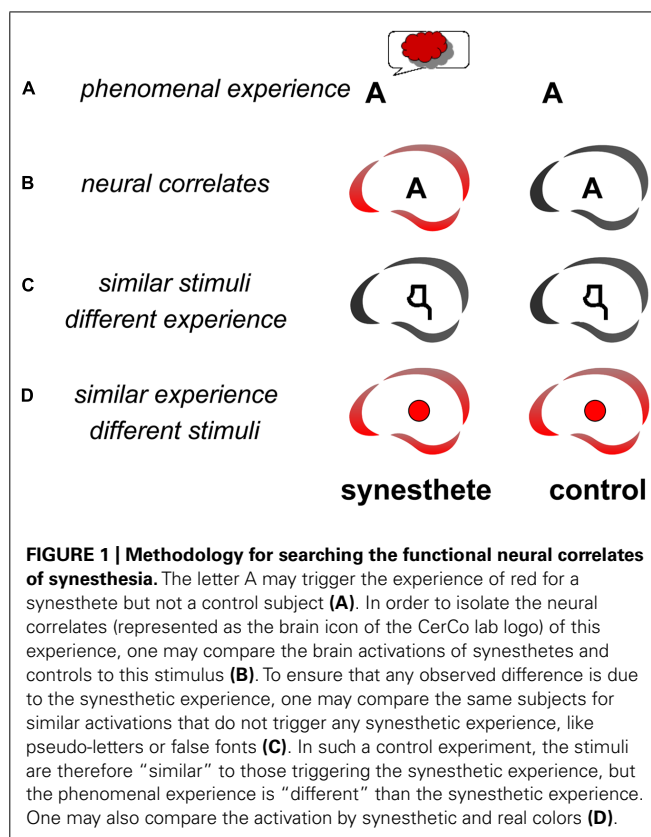 A phenomenal experience A A
B neural correlates A A
C similar stimuli
different experience
D similar experience
different stimuli
synesthete control
FIGURE 1 | Methodology for searching the functional neural correlates
of synesthesia. The letter A may trigger the experience of red for a
synesthete but not a control subject (A). In order to isolate the neural
correlates (represented as the brain icon of the CerCo lab logo) of this
experience, one may compare the brain activations of synesthetes and
controls to this stimulus (B). To ensure that any observed difference is due
to the synesthetic experience, one may compare the same subjects for
similar activations that do not trigger any synesthetic experience, like
pseudo-letters or false fonts (C). In such a control experiment, the stimuli
are therefore “similar” to those triggering the synesthetic experience, but
the phenomenal experience is “different” than the synesthetic experience.
One may also compare the activation by synesthetic and real colors (D).